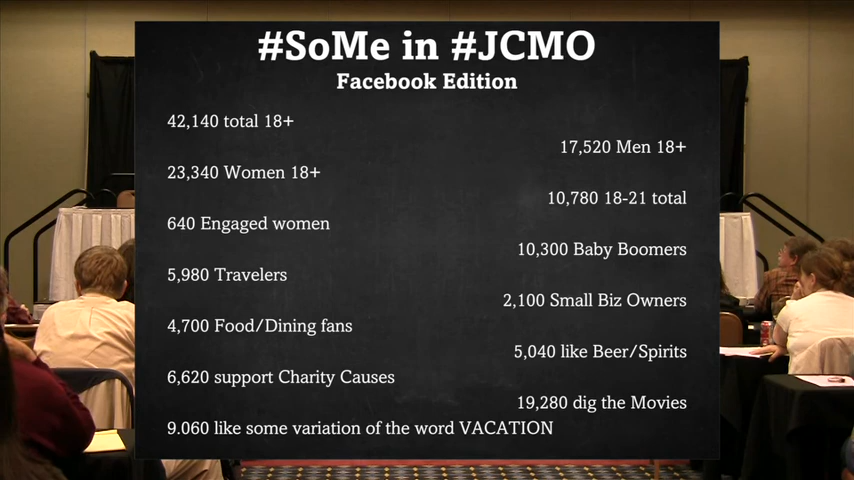 #SoMe in #JCMO
Facebook Edition
42,140 total 18+
17,520 Men 18+
23,340 Women 18+
10,780 18-21 total
640 Engaged women
10,300 Baby Boomers
5,980 Travelers
2,100 Small Biz Owners
4,700 Food/Dining fans
5,040 like Beer/Spirits
6,620 support Charity Causes
19,280 dig the Movies
9.060 like some variation of the word VACATION